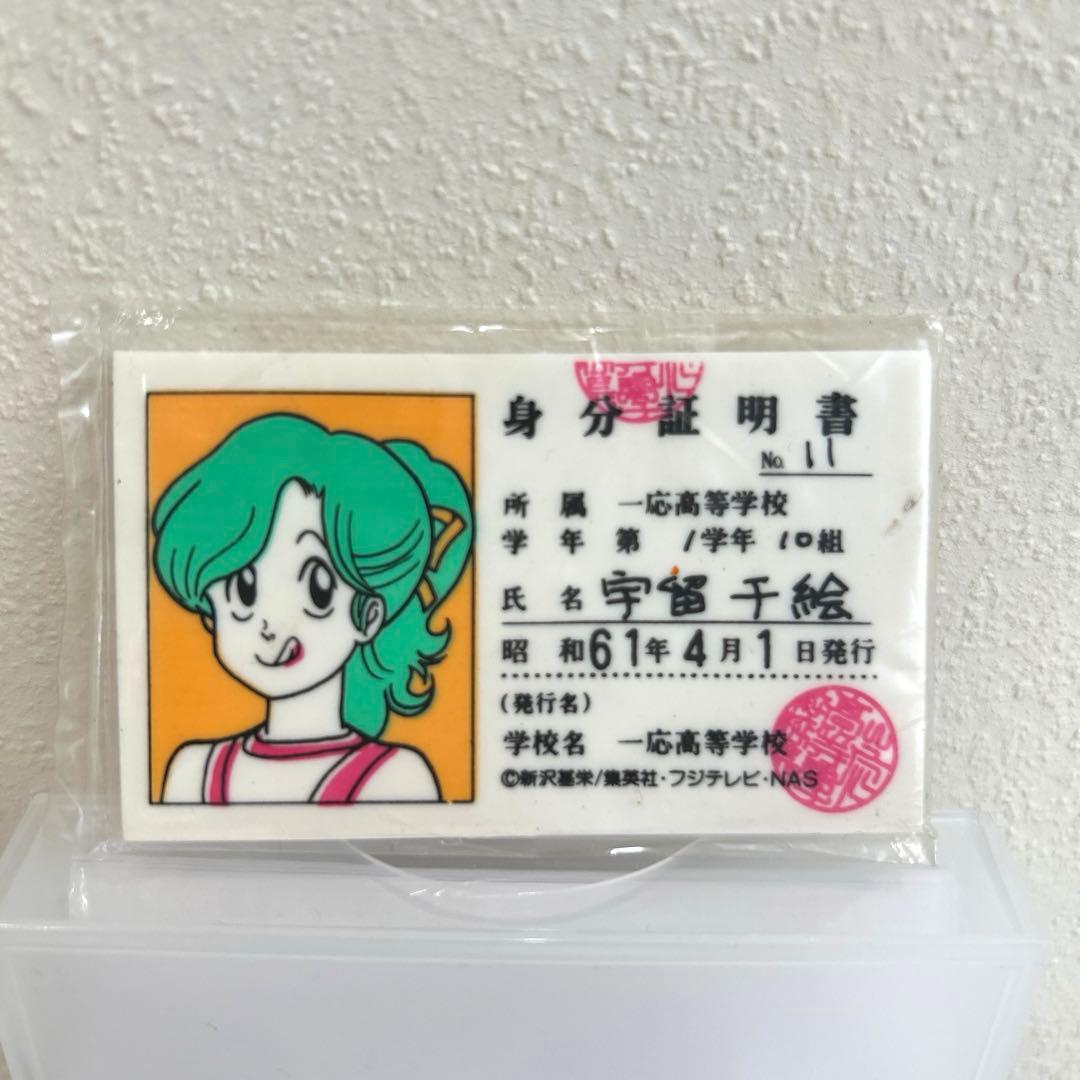 身分証明書
No. 11
所属 一応高等学校
学年 第1学年10組
氏名 宇留千絵
昭和61年4月1日発行
(発行名)
学校名 一応高等学校
©新沢基栄/集英社・フジテレビ・NAS